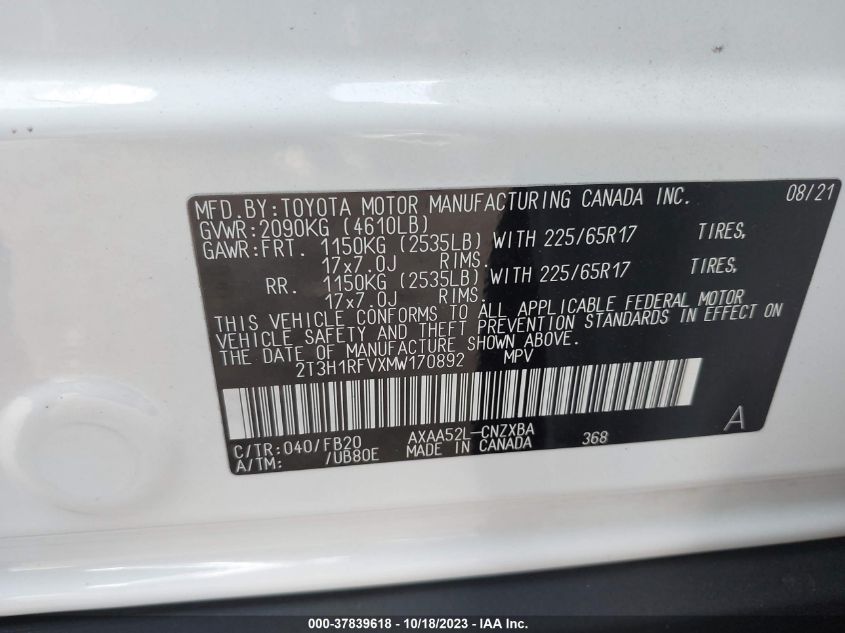 MFD.BY:TOYOTA MOTOR MANUFACTURING CANADA INC. 08/21
GVWR:2090KG (4610LB)
GAWR:FRT. 1150KG (2535LB) WITH 225/65R17 TIRES,
17x7.0J RIMS.
RR. 1150KG (2535LB) WITH 225/65R17 TIRES,
17x7.0J RIMS.
THIS VEHICLE CONFORMS TO ALL APPLICABLE FEDERAL MOTOR
VEHICLE SAFETY AND THEFT PREVENTION STANDARDS IN EFFECT ON
THE DATE OF MANUFACTURE SHOWN ABOVE.
2T3H1RFVXMW170892 MPV
A
C/TR:040/FB20 AXAA52L-CNZXBA 368
A/TM: /UB80E MADE IN CANADA
000-37839618 - 10/18/2023 - IAA Inc.